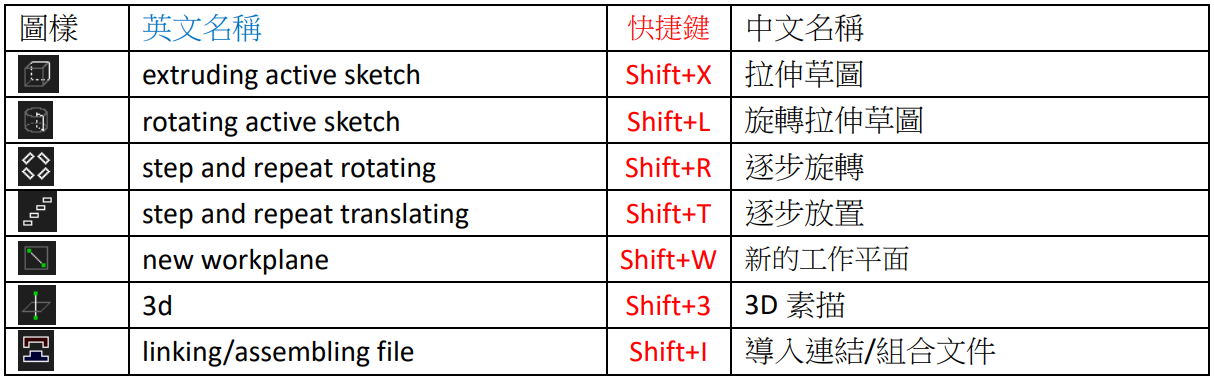 圖樣 英文名稱 快捷鍵 中文名稱
extruding active sketch Shift+X 拉伸草圖
rotating active sketch Shift+L 旋轉拉伸草圖
step and repeat rotating Shift+R 逐步旋轉
step and repeat translating Shift+T 逐步放置
new workplane Shift+W 新的工作平面
3d Shift+3 3D 素描
linking/assembling file Shift+I 導入連結/組合文件